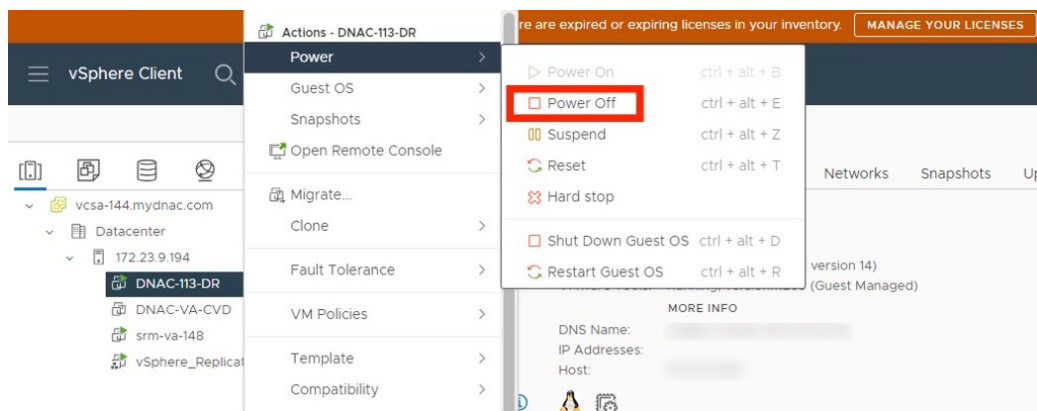 Actions - DNAC-113-DR
re are expired or expiring licenses in your inventory. MANAGE YOUR LICENSES
vSphere Client
Power
Guest OS
Snapshots
Open Remote Console
Migrate...
Clone
Fault Tolerance
VM Policies
Template
Compatibility
Power On ctrl + alt + B
Power Off ctrl + alt + E
Suspend ctrl + alt + Z
Reset ctrl + alt + T
Hard stop
Shut Down Guest OS ctrl + alt + D
Restart Guest OS ctrl + alt + R
Networks Snapshots Up
vcsa-144.mydnac.com
Datacenter
172.23.9.194
DNAC-113-DR
DNAC-VA-CVD
srm-va-148
vSphere_Replicat
version 14)
(Guest Managed)
MORE INFO
DNS Name:
IP Addresses:
Host: